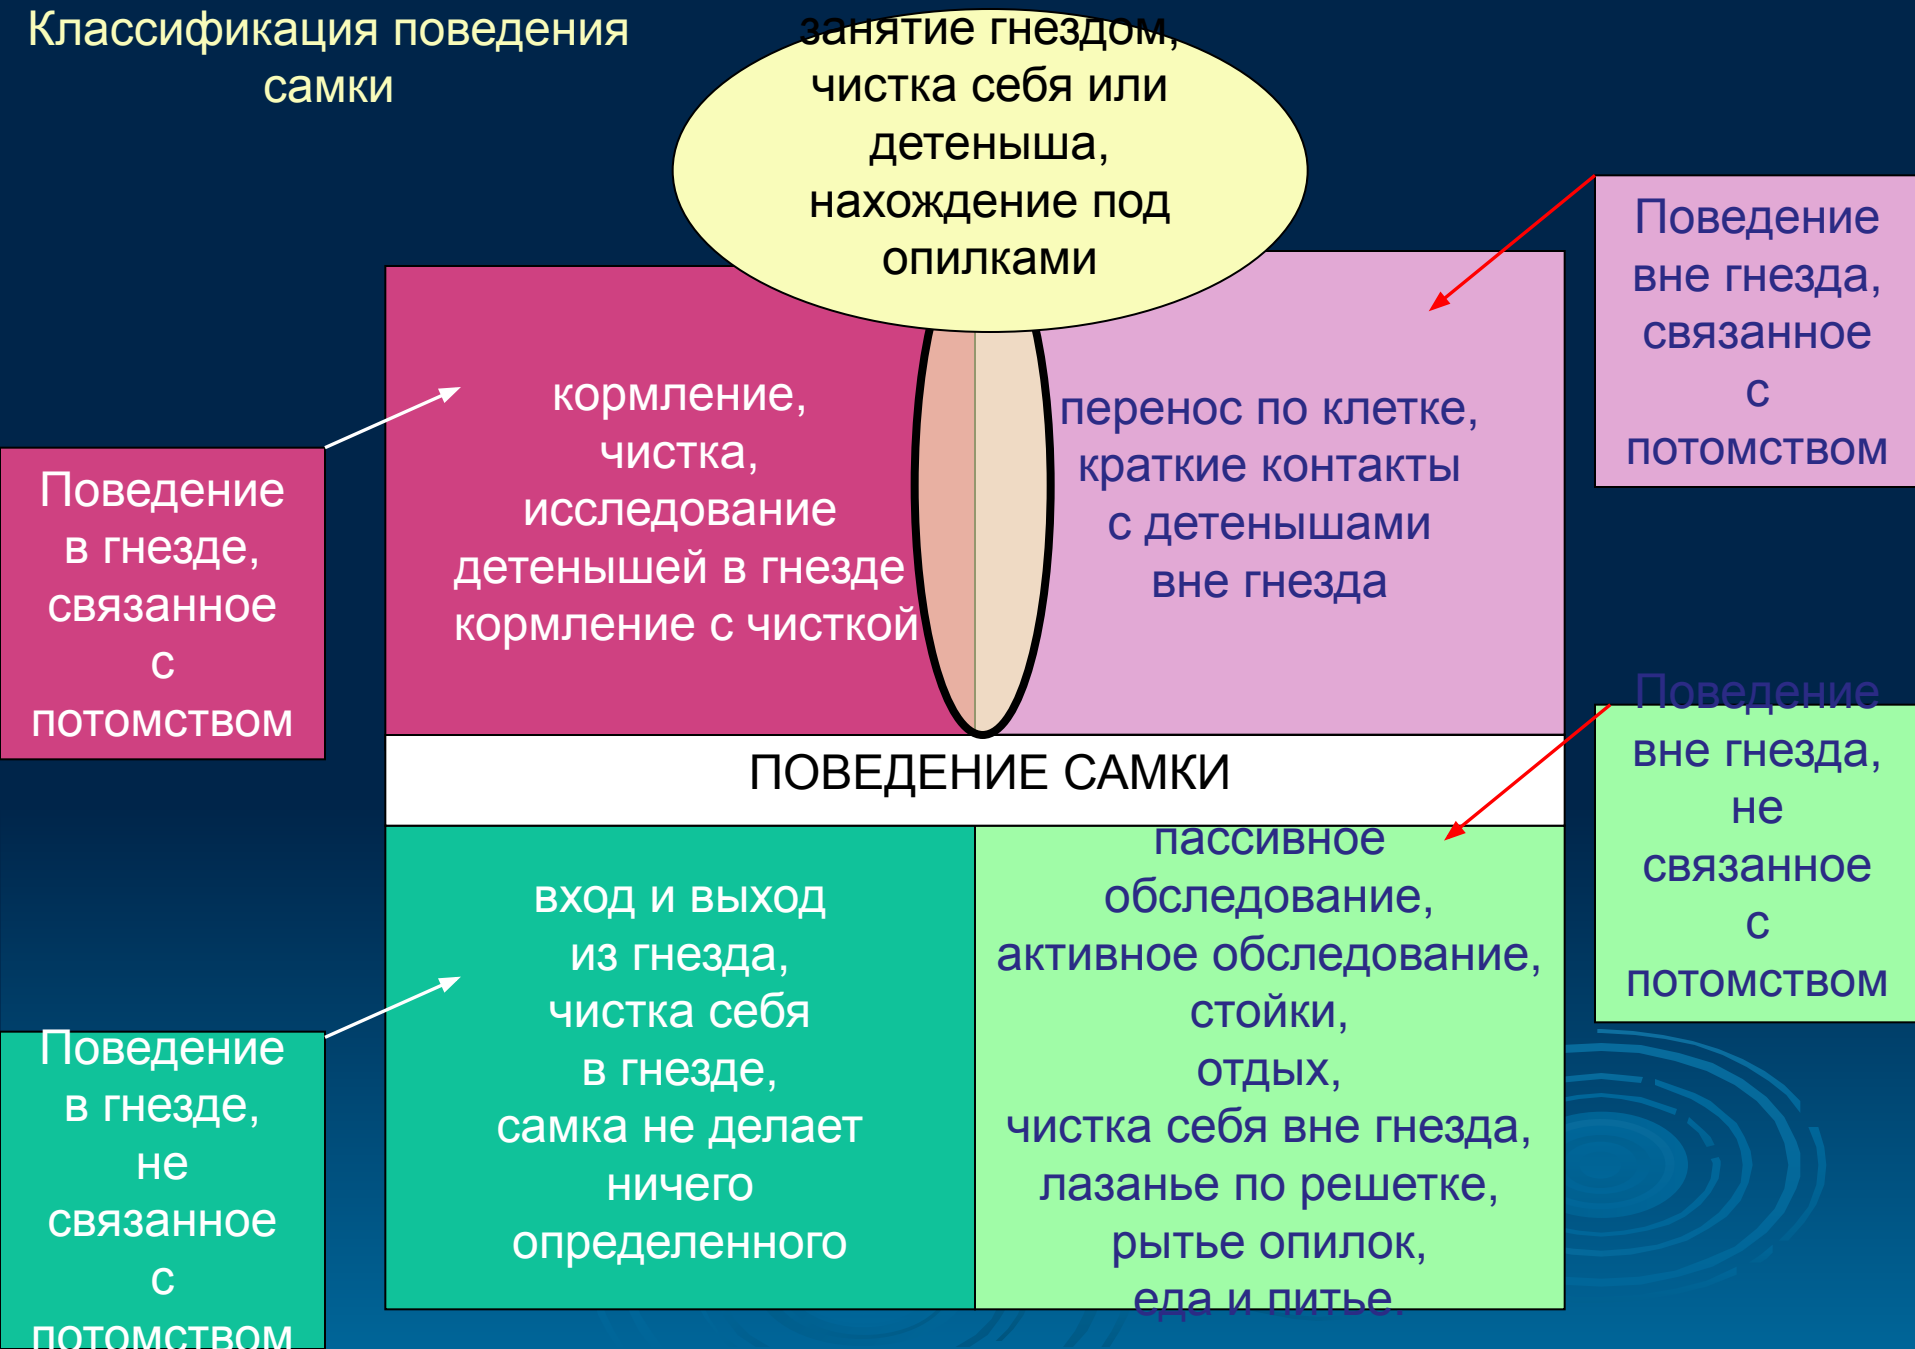 Классификация поведения
самки
занятие гнездом,
чистка себя или
детеныша,
нахождение под
опилками
Поведение
вне гнезда,
связанное
с
потомством
кормление,
чистка,
исследование
детенышей в гнезде
кормление с чисткой
перенос по клетке,
краткие контакты
с детенышами
вне гнезда
Поведение
в гнезде,
связанное
с
потомством
ПОВЕДЕНИЕ САМКИ
Поведение
вне гнезда,
не
связанное
с
потомством
вход и выход
из гнезда,
чистка себя
в гнезде,
самка не делает
ничего
определенного
пассивное
обследование,
активное обследование,
стойки,
отдых,
чистка себя вне гнезда,
лазанье по решетке,
рытье опилок,
еда и питье.
Поведение
в гнезде,
не
связанное
с
потомством